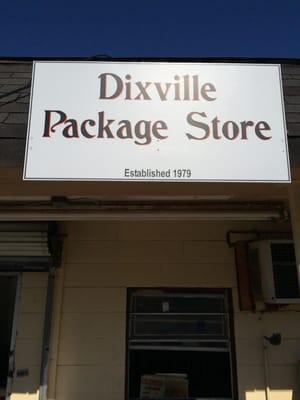 Dixville
Package Store
Established 1979